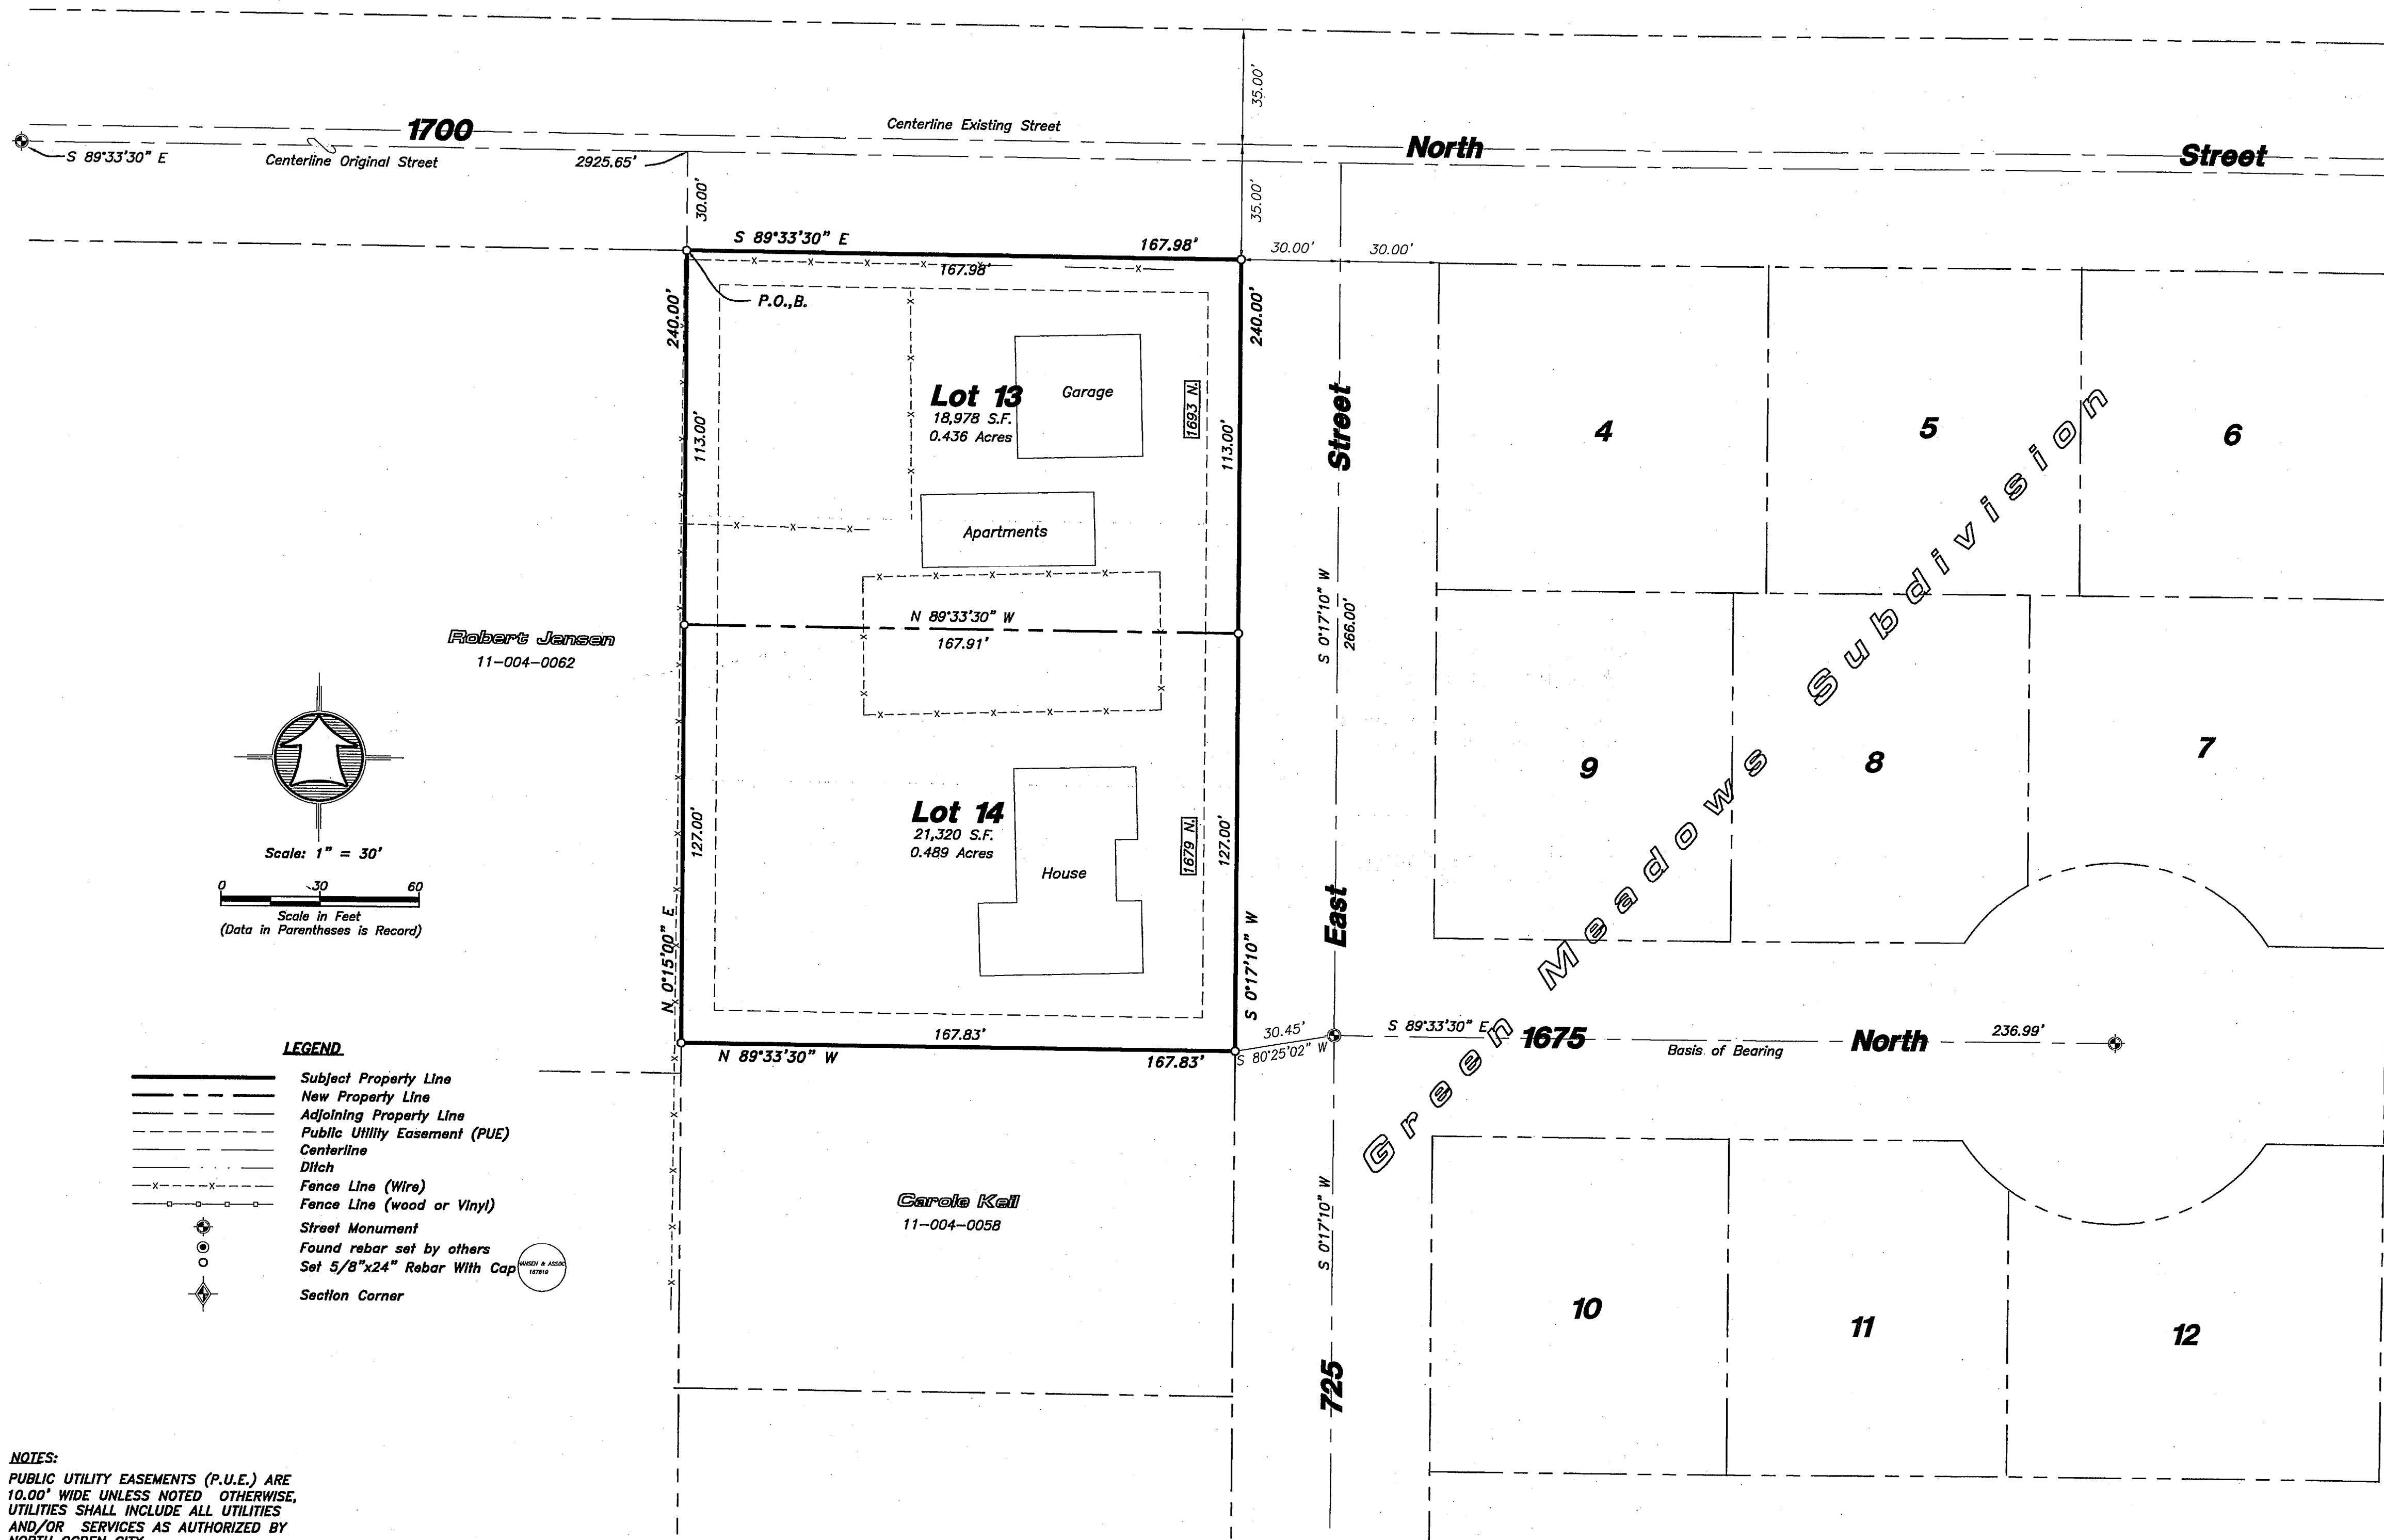 35.00'
1700
Centerline Existing Street
North
Street
S 89°33'30" E
Centerline Original Street
2925.65'
30.00'
35.00'
S 89°33'30" E
167.98'
30.00'
30.00'
167.98'
P.O.,B.
240.00'
240.00'
Lot 13
18,978 S.F.
0.436 Acres
Garage
1693 N.
113.00'
113.00'
Street
4
5
6
Apartments
N 89°33'30" W
167.91'
S 0°17'10" W
266.00'
Robert Jensen
11-004-0062
Green Meadows Subdivision
9
8
7
Scale: 1" = 30'
0 30 60
Scale in Feet
(Data in Parentheses is Record)
Lot 14
21,320 S.F.
0.489 Acres
House
1679 N.
127.00'
127.00'
East
N 0°15'00" E
S 0°17'10" W
167.83'
N 89°33'30" W
167.83'
30.45'
S 80°25'02" W
S 89°33'30" E
1675
Basis of Bearing
North
236.99'
LEGEND
Subject Property Line
New Property Line
Adjoining Property Line
Public Utility Easement (PUE)
Centerline
Ditch
Fence Line (Wire)
Fence Line (wood or Vinyl)
Street Monument
Found rebar set by others
Set 5/8"x24" Rebar With Cap
HANSEN & ASSOC
167819
Section Corner
Carole Keil
11-004-0058
S 0°17'10" W
725
10
11
12
NOTES:
PUBLIC UTILITY EASEMENTS (P.U.E.) ARE
10.00' WIDE UNLESS NOTED OTHERWISE,
UTILITIES SHALL INCLUDE ALL UTILITIES
AND/OR SERVICES AS AUTHORIZED BY
NORTH OGDEN CITY